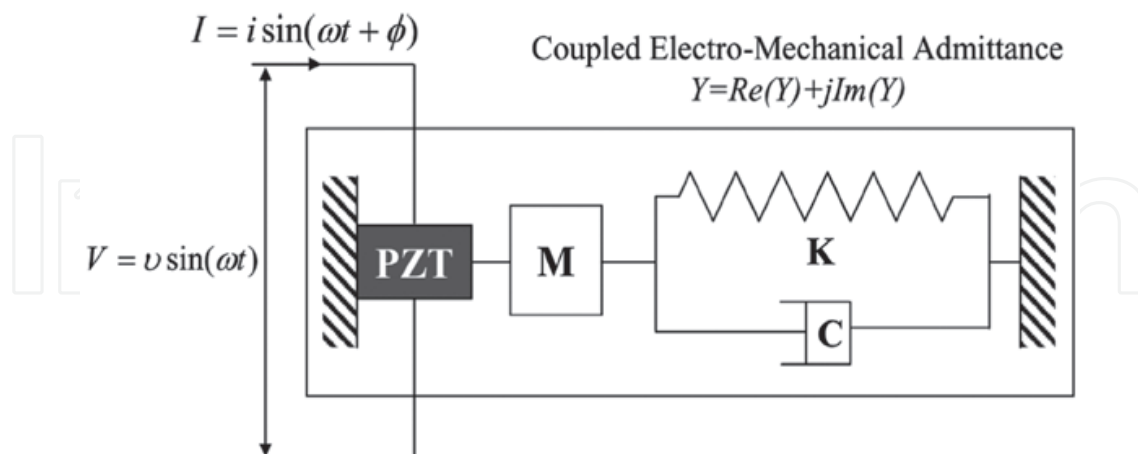 I = i sin(ωt + ϕ)
Coupled Electro-Mechanical Admittance
Y=Re(Y)+jIm(Y)
V = υ sin(ωt)
PZT
M
K
C